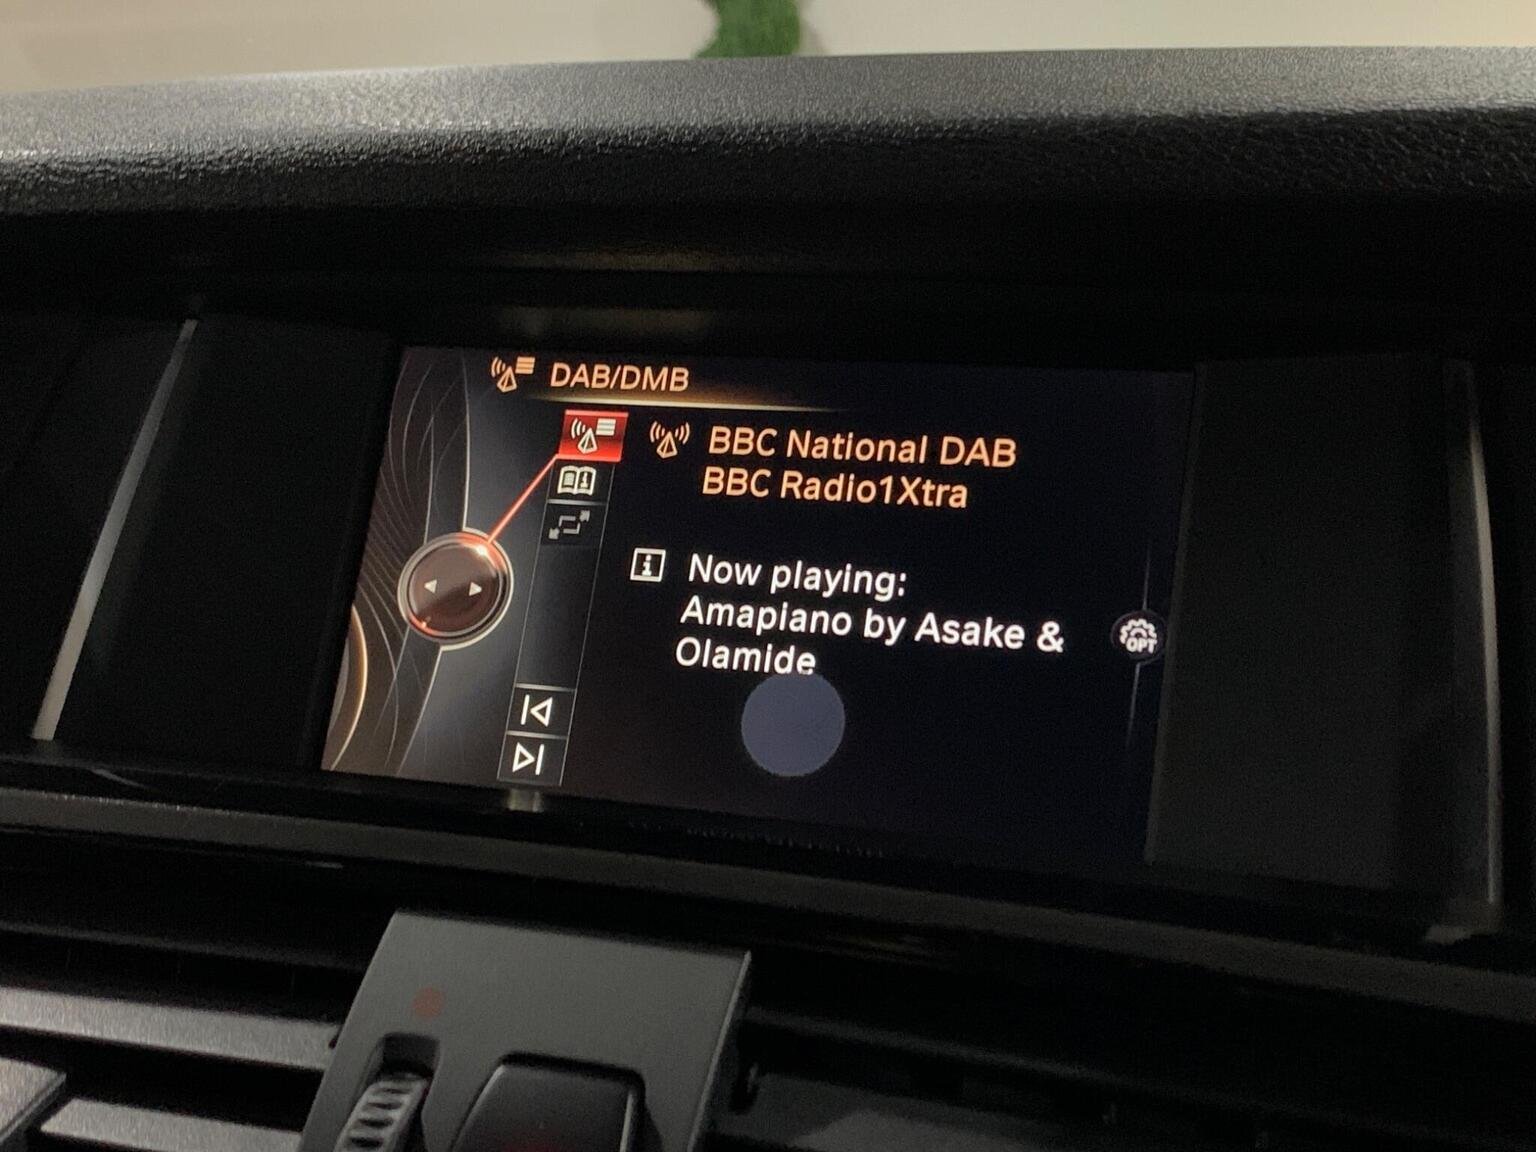 DAB/DMB
BBC National DAB
BBC Radio1Xtra
Now playing:
Amapiano by Asake &
Olamide
OPT